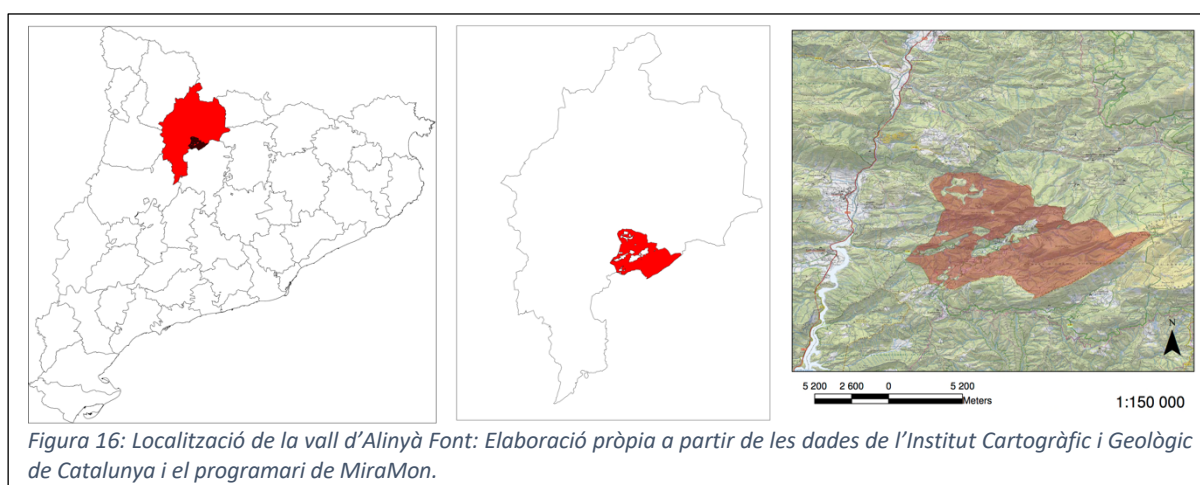 N
5 200 2 600 0 5 200
Meters
1:150 000
Figura 16: Localització de la vall d’Alinyà Font: Elaboració pròpia a partir de les dades de l’Institut Cartogràfic i Geològic
de Catalunya i el programari de MiraMon.